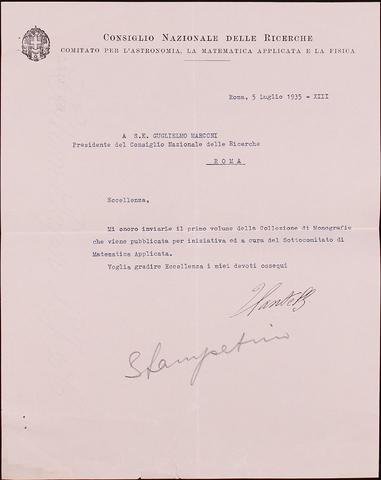 CONSIGLIO NAZIONALE DELLE RICERCHE
COMITATO PER L'ASTRONOMIA, LA MATEMATICA APPLICATA E LA FISICA
Roma, 5 Luglio 1935 - XIII
A S.E. GUGLIELMO MARCONI
Presidente del Consiglio Nazionale delle Ricerche
ROMA
Eccellenza,
Mi onoro inviarLe il primo volume della Collezione di Monografie
che viene pubblicata per iniziativa ed a cura del Sottocomitato di
Matematica Applicata.
Voglia gradire Eccellenza i miei devoti ossequi
Stampatino